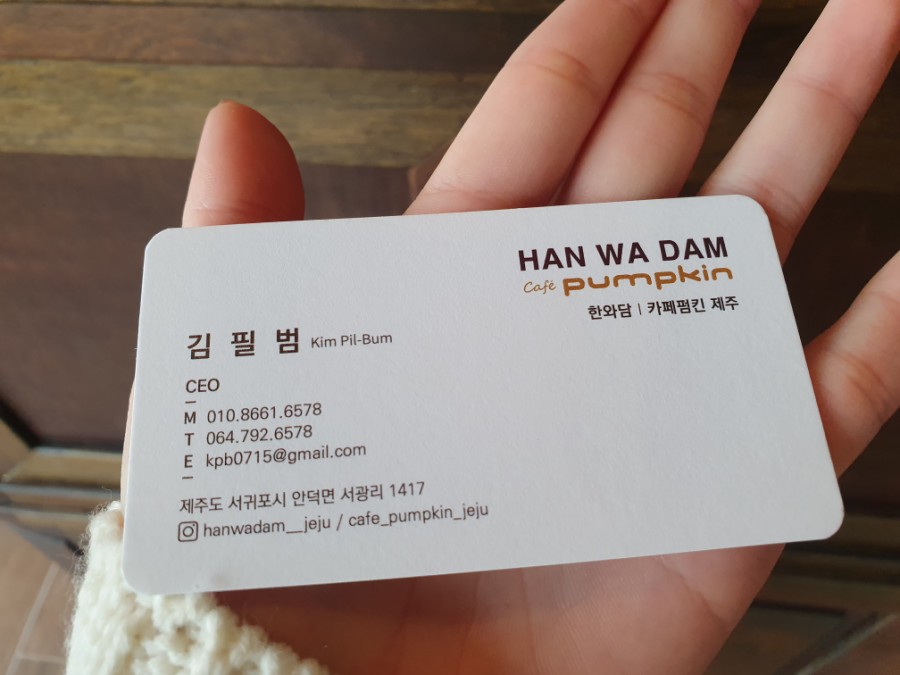 HAN WA DAM
Café pumpkin
한와담 | 카페펌킨 제주
김 필 범 Kim Pil-Bum
CEO
M 010.8661.6578
T 064.792.6578
E kpb0715@gmail.com
제주도 서귀포시 안덕면 서광리 1417
hanwadam__jeju / cafe_pumpkin_jeju